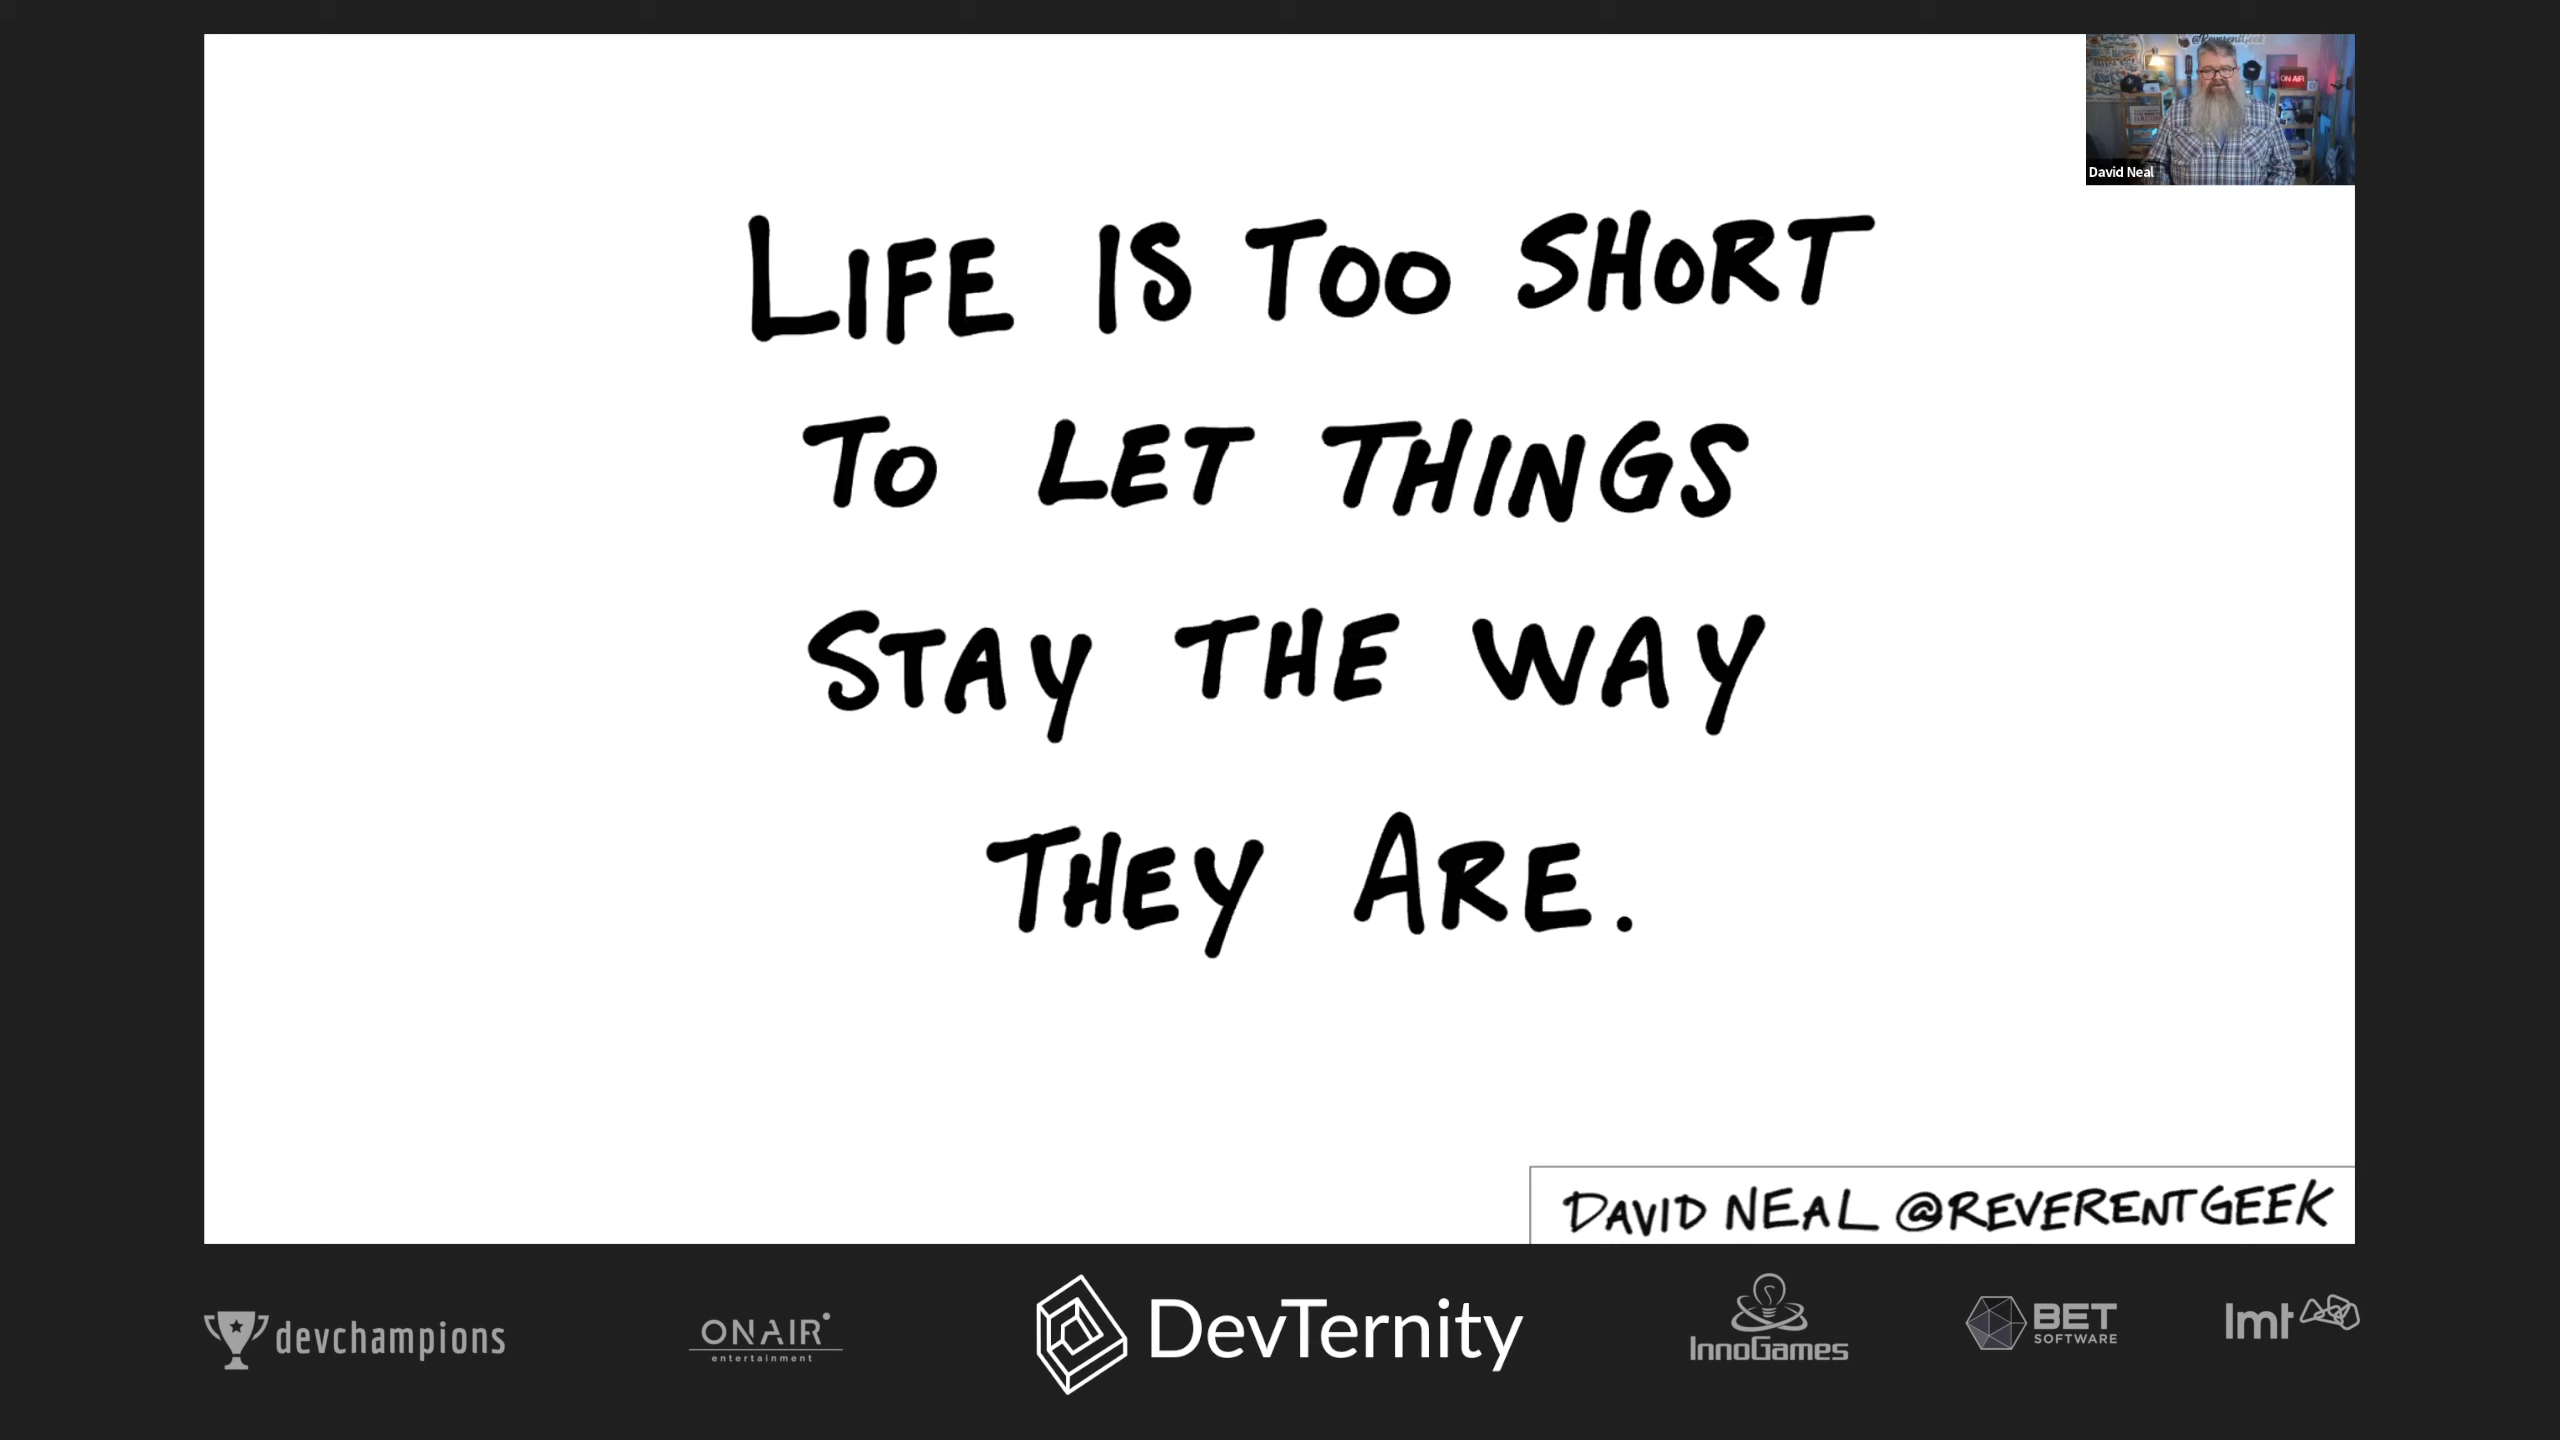 @ReverentGeek
ON AIR
David Neal
LIFE IS TOO SHORT
TO LET THINGS
STAY THE WAY
THEY ARE.
DAVID NEAL @REVERENTGEEK
devchampions
ONAIR
entertainment
DevTernity
InnoGames
BET
SOFTWARE
lmt